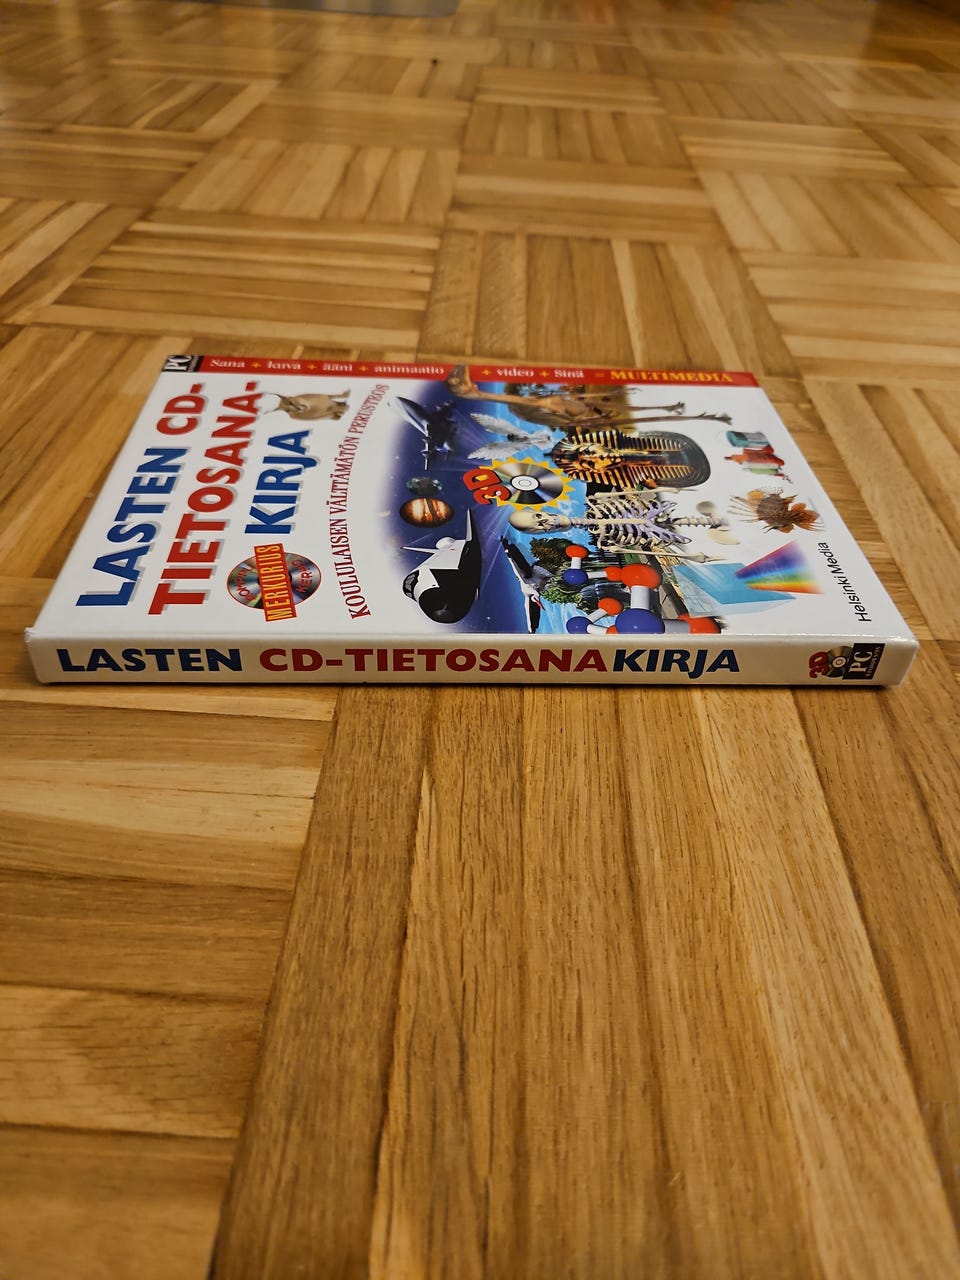 PC
Sana + kuva + ääni + animaatio + video + Sinä = MULTIMEDIA
LASTEN CD-
TIETOSANA-
KIRJA
MERKURIUS
KOULULAISEN VÄLTTÄMÄTÖN PERUSTEOS
3D
Helsinki Media
LASTEN CD-TIETOSANAKIRJA
3D
PC